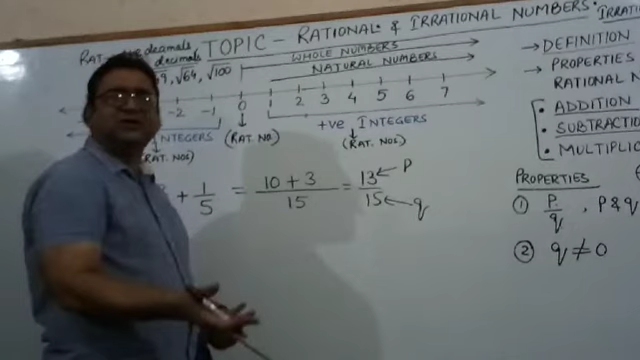 TOPIC - RATIONAL & IRRATIONAL NUMBERS.
decimals
decimals
√64, √100
WHOLE NUMBERS
NATURAL NUMBERS
-2 -1 0 1 2 3 4 5 6 7
(RAT. NO)
+ve INTEGERS
(RAT. NOS)
NTEGERS
(RAT. NOS)
+ 1/5 = 10 + 3/15 = 13/15
p
q
→ DEFINITION
→ PROPERTIES
RATIONAL
• ADDITION
• SUBTRACTIO
• MULTIPLIC
PROPERTIES
① P/q , P & q
② q ≠ 0